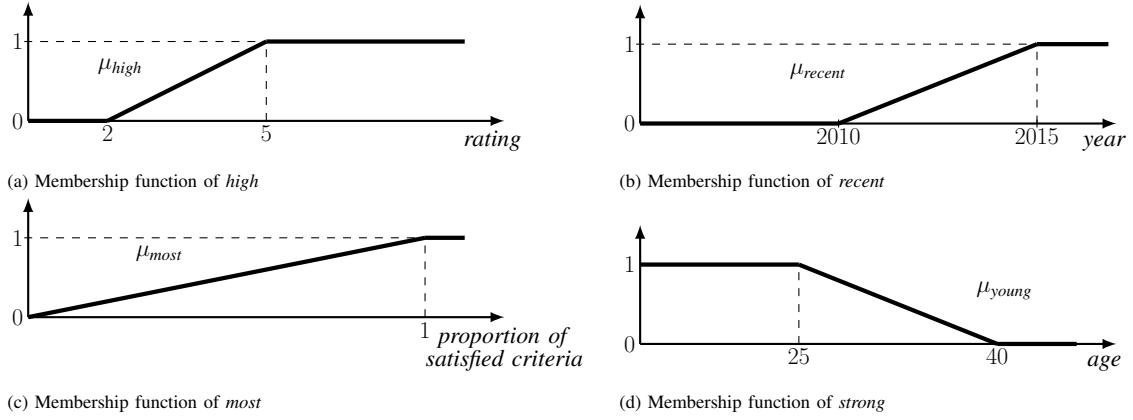 1
μhigh
0
2
5
rating
(a) Membership function of high
1
μrecent
0
2010
2015
year
(b) Membership function of recent
1
μmost
0
1
proportion of
satisfied criteria
(c) Membership function of most
1
μyoung
0
25
40
age
(d) Membership function of strong